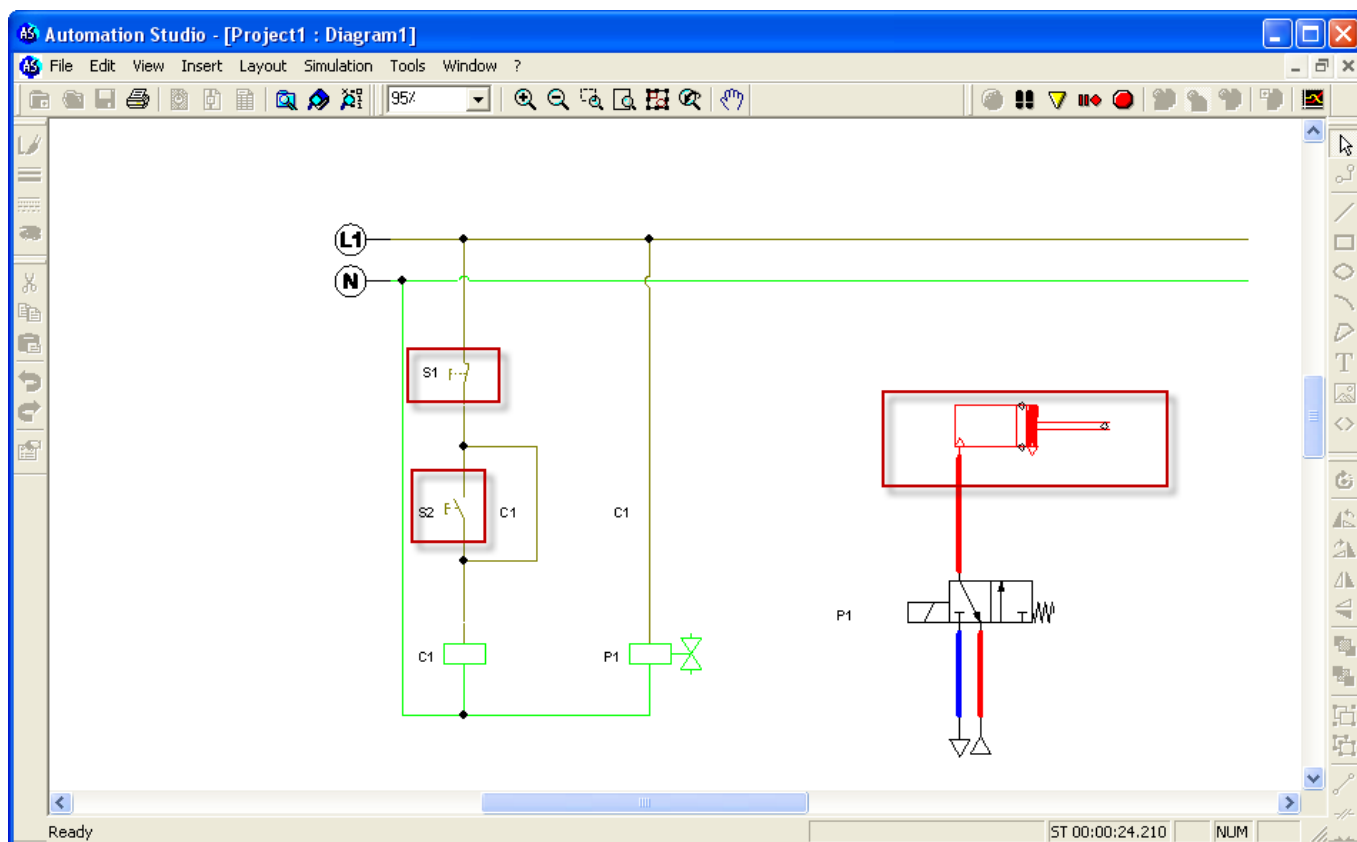 Automation Studio - [Project1 : Diagram1]
File Edit View Insert Layout Simulation Tools Window ?
95%
L1
N
S1
S2
C1
C1
C1
P1
P1
Ready
ST 00:00:24.210
NUM